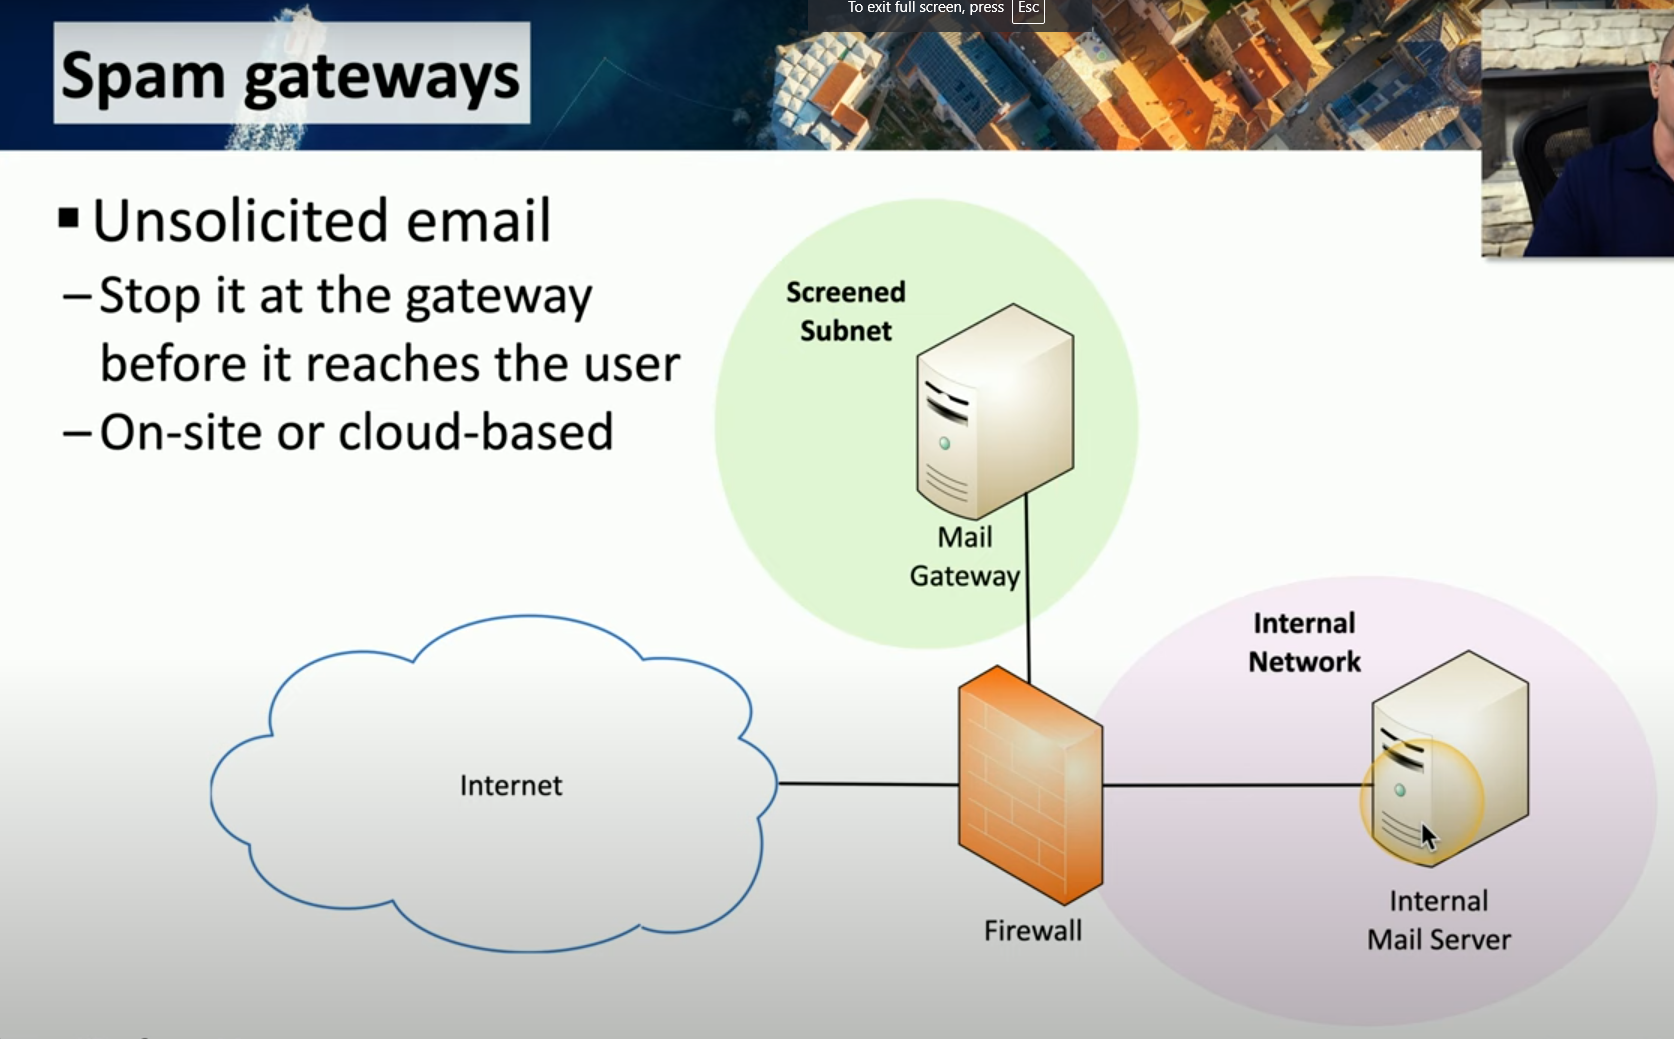 To exit full screen, press Esc
Spam gateways
▪ Unsolicited email
– Stop it at the gateway
before it reaches the user
– On-site or cloud-based
Screened
Subnet
Mail
Gateway
Internal
Network
Internet
Firewall
Internal
Mail Server